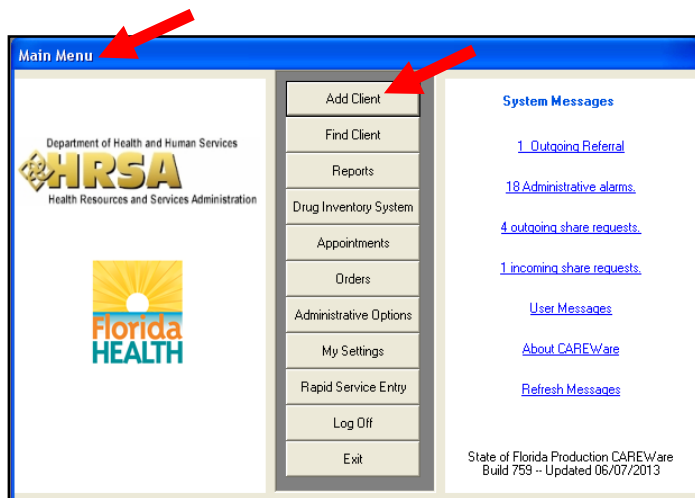 Main Menu
Department of Health and Human Services
HRSA
Health Resources and Services Administration
Florida
HEALTH
Add Client
Find Client
Reports
Drug Inventory System
Appointments
Orders
Administrative Options
My Settings
Rapid Service Entry
Log Off
Exit
System Messages
1 Outgoing Referral
18 Administrative alarms.
4 outgoing share requests.
1 incoming share requests.
User Messages
About CAREWare
Refresh Messages
State of Florida Production CAREWare
Build 759 -- Updated 06/07/2013